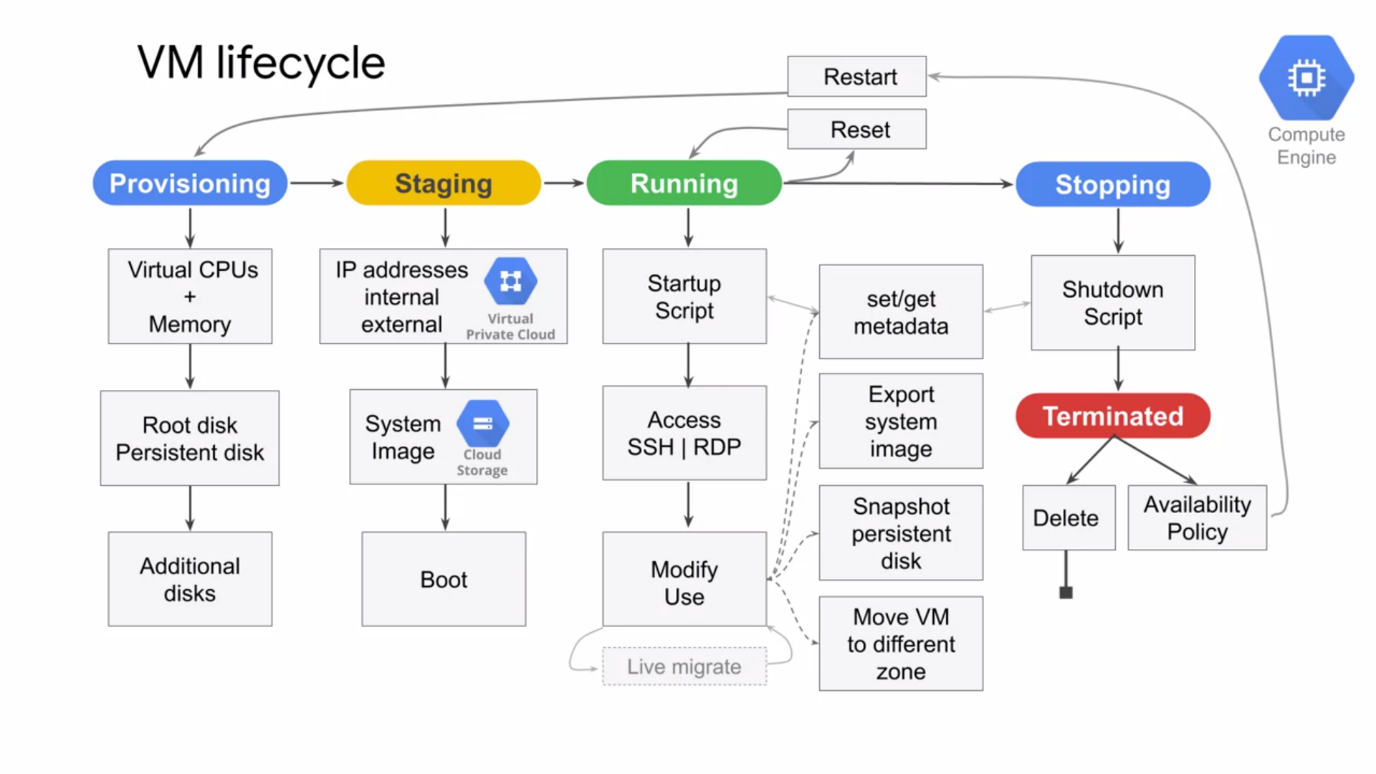 VM lifecycle
Restart
Reset
Compute
Engine
Provisioning
Staging
Running
Stopping
Virtual CPUs
+
Memory
Root disk
Persistent disk
Additional
disks
IP addresses
internal
external
Virtual
Private Cloud
System
Image
Cloud
Storage
Boot
Startup
Script
Access
SSH | RDP
Modify
Use
Live migrate
set/get
metadata
Export
system
image
Snapshot
persistent
disk
Move VM
to different
zone
Shutdown
Script
Terminated
Delete
Availability
Policy